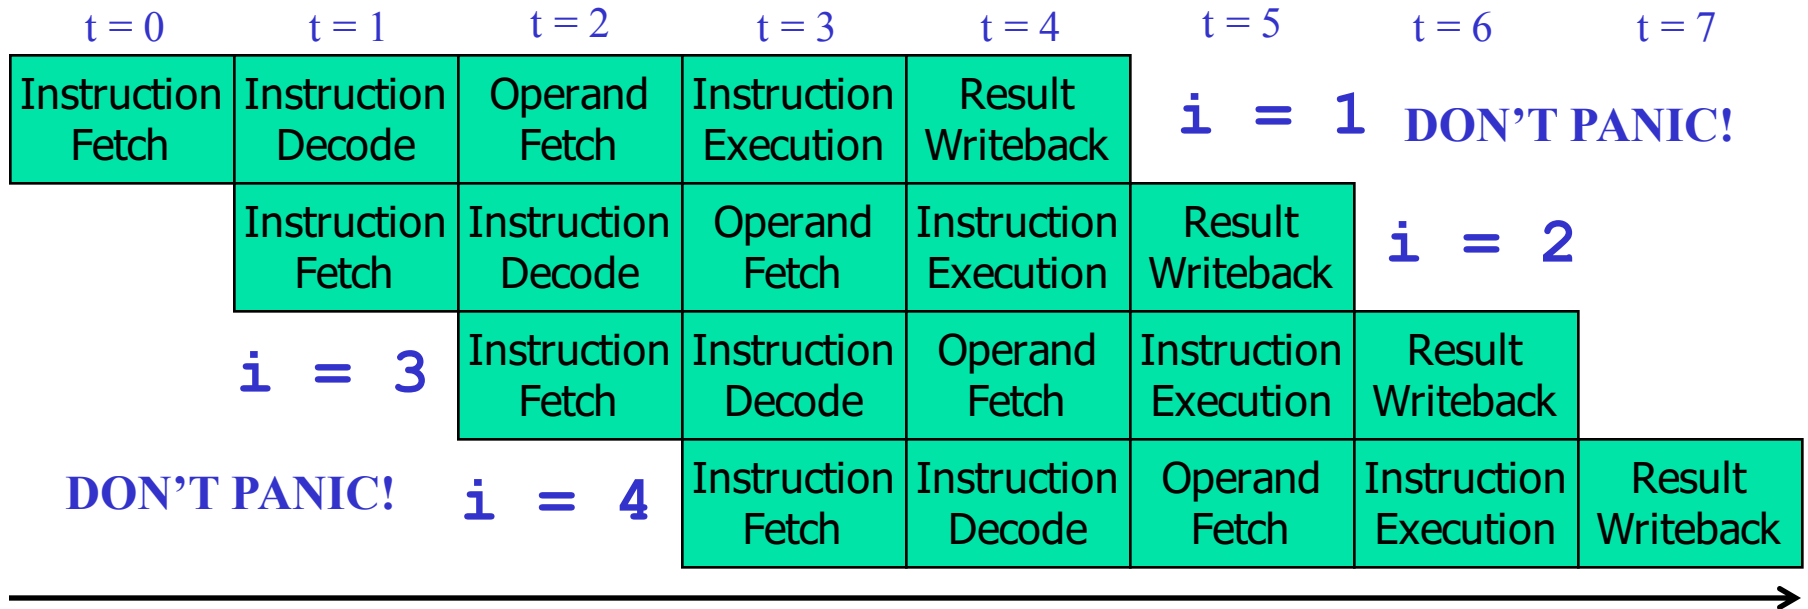 t = 0 t = 1 t = 2 t = 3 t = 4 t = 5 t = 6 t = 7
Instruction Instruction Operand Instruction Result
Fetch Decode Fetch Execution Writeback
i = 1 DON’T PANIC!
Instruction Instruction Operand Instruction Result
Fetch Decode Fetch Execution Writeback
i = 2
i = 3
Instruction Instruction Operand Instruction Result
Fetch Decode Fetch Execution Writeback
DON’T PANIC! i = 4
Instruction Instruction Operand Instruction Result
Fetch Decode Fetch Execution Writeback